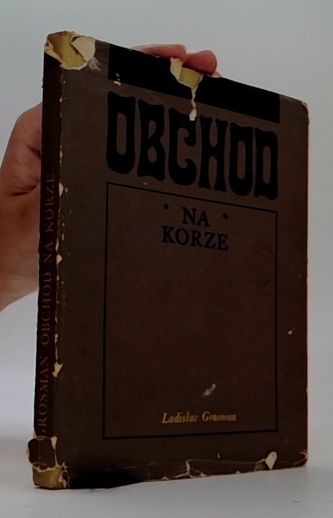 OBCHOD
• NA •
KORZE
Ladislav Grosman
GROSMAN OBCHOD NA KORZE